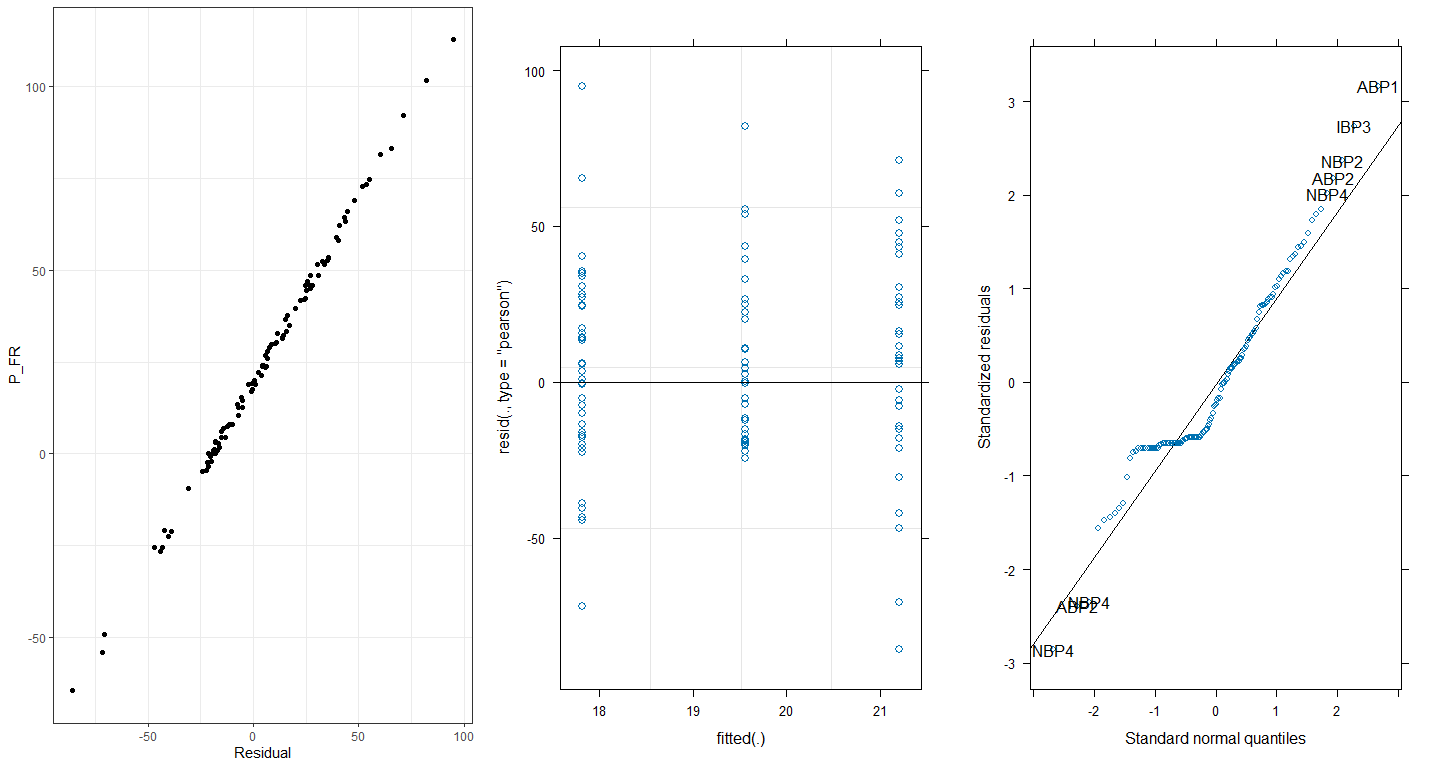 P_FR
100
50
0
-50
-50
0
50
100
Residual
resid(., type = "pearson")
100
50
0
-50
18
19
20
21
fitted(.)
Standardized residuals
3
2
1
0
-1
-2
-3
ABP1
IBP3
NBP2
ABP2
NBP4
NBP4
ABP2
NBP4
-2
-1
0
1
2
Standard normal quantiles